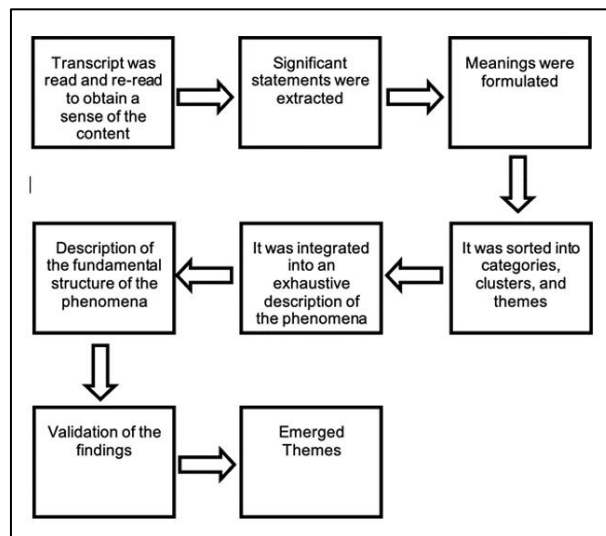 Transcript was
read and re-read
to obtain a
sense of the
content
Significant
statements were
extracted
Meanings were
formulated
It was sorted into
categories,
clusters, and
themes
It was integrated
into an
exhaustive
description of
the phenomena
Description of
the fundamental
structure of the
phenomena
Validation of the
findings
Emerged
Themes